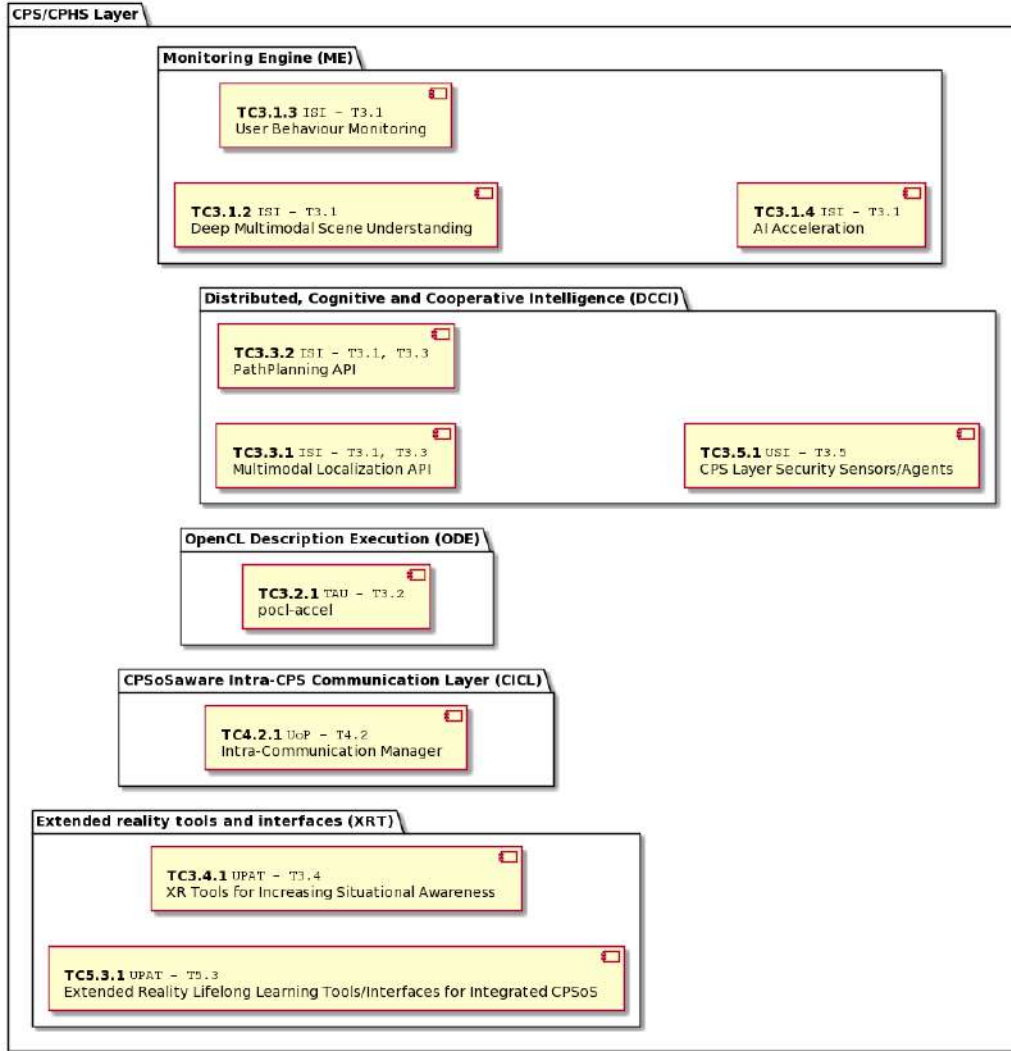 CPS/CPHS Layer
Monitoring Engine (ME)
TC3.1.3 ISI - T3.1
User Behaviour Monitoring
TC3.1.2 ISI - T3.1
Deep Multimodal Scene Understanding
TC3.1.4 ISI - T3.1
AI Acceleration
Distributed, Cognitive and Cooperative Intelligence (DCCI)
TC3.3.2 ISI - T3.1, T3.3
PathPlanning API
TC3.3.1 ISI - T3.1, T3.3
Multimodal Localization API
TC3.5.1 USI - T3.5
CPS Layer Security Sensors/Agents
OpenCL Description Execution (ODE)
TC3.2.1 TAU - T3.2
pocl-accel
CPSoSaware Intra-CPS Communication Layer (CICL)
TC4.2.1 UoP - T4.2
Intra-Communication Manager
Extended reality tools and interfaces (XRT)
TC3.4.1 UPAT - T3.4
XR Tools for Increasing Situational Awareness
TC5.3.1 UPAT - T5.3
Extended Reality Lifelong Learning Tools/Interfaces for Integrated CPSoS